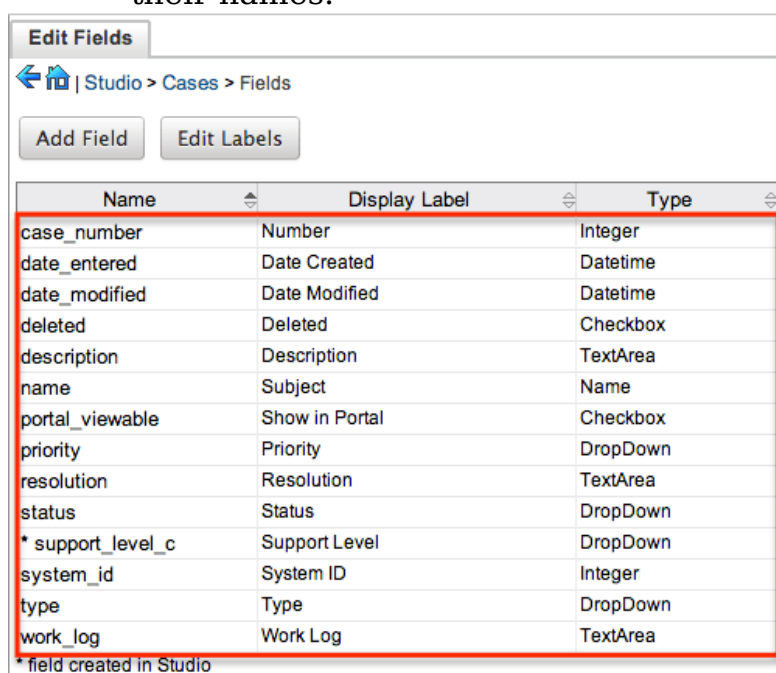 their names.
Edit Fields
| Studio > Cases > Fields
Add Field Edit Labels
Name Display Label Type
case_number Number Integer
date_entered Date Created Datetime
date_modified Date Modified Datetime
deleted Deleted Checkbox
description Description TextArea
name Subject Name
portal_viewable Show in Portal Checkbox
priority Priority DropDown
resolution Resolution TextArea
status Status DropDown
* support_level_c Support Level DropDown
system_id System ID Integer
type Type DropDown
work_log Work Log TextArea
* field created in Studio